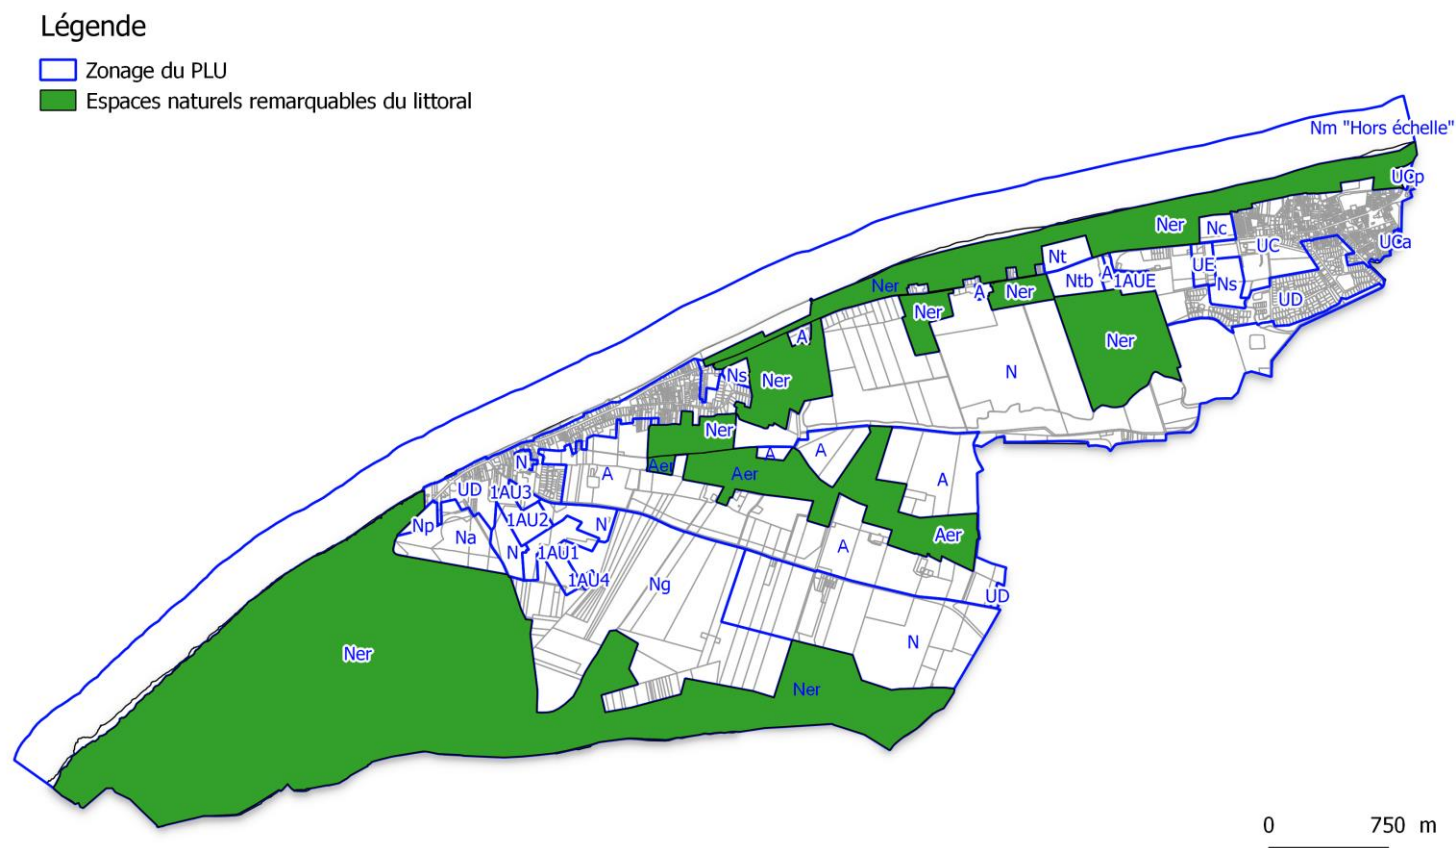 Légende
Zonage du PLU
Espaces naturels remarquables du littoral
Nm "Hors échelle"
UCp
Ner
Nc
UC
UCa
Nt
UE
A
Ntb
1AUE
Ns
UD
Ner
A
Ner
Ner
Ner
A
N
Ns
Ner
Ner
A
A
Aer
A
Aer
A
N
UD
1AU3
1AU2
N
Np
Na
N
1AU1
1AU4
Aer
A
Ng
UD
N
Ner
Ner
0 750 m